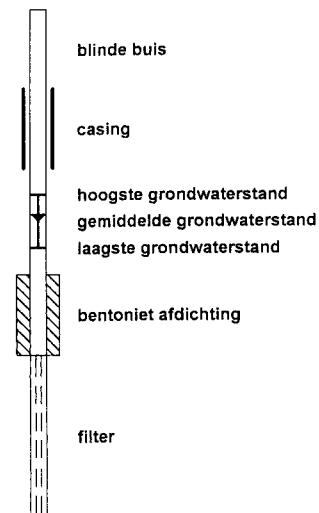 blinde buis
casing
hoogste grondwaterstand
gemiddelde grondwaterstand
laagste grondwaterstand
bentoniet afdichting
filter